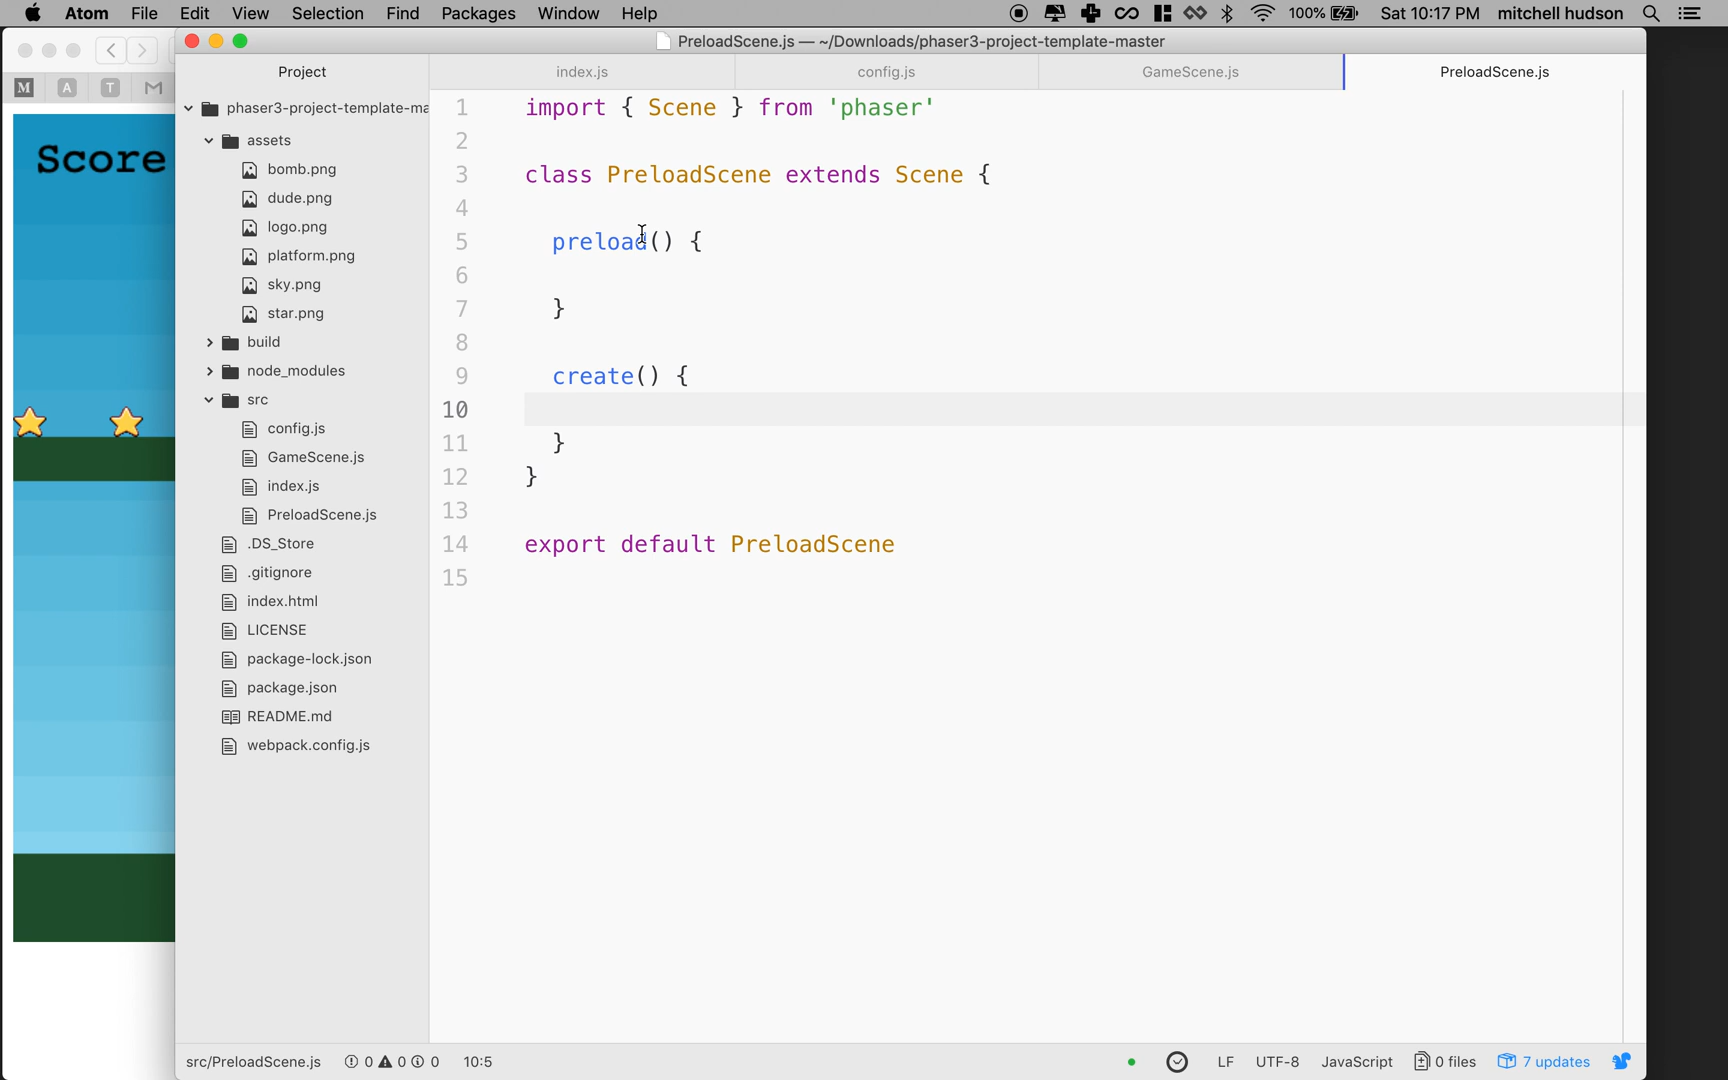 Atom File Edit View Selection Find Packages Window Help 100% Sat 10:17 PM mitchell hudson
PreloadScene.js — ~/Downloads/phaser3-project-template-master
M A T M
Score
Project
phaser3-project-template-ma
assets
bomb.png
dude.png
logo.png
platform.png
sky.png
star.png
build
node_modules
src
config.js
GameScene.js
index.js
PreloadScene.js
.DS_Store
.gitignore
index.html
LICENSE
package-lock.json
package.json
README.md
webpack.config.js
index.js config.js GameScene.js PreloadScene.js
1 import { Scene } from 'phaser'
2
3 class PreloadScene extends Scene {
4
5 preload() {
6
7 }
8
9 create() {
10
11 }
12 }
13
14 export default PreloadScene
15
src/PreloadScene.js 0 0 0 10:5 LF UTF-8 JavaScript 0 files 7 updates